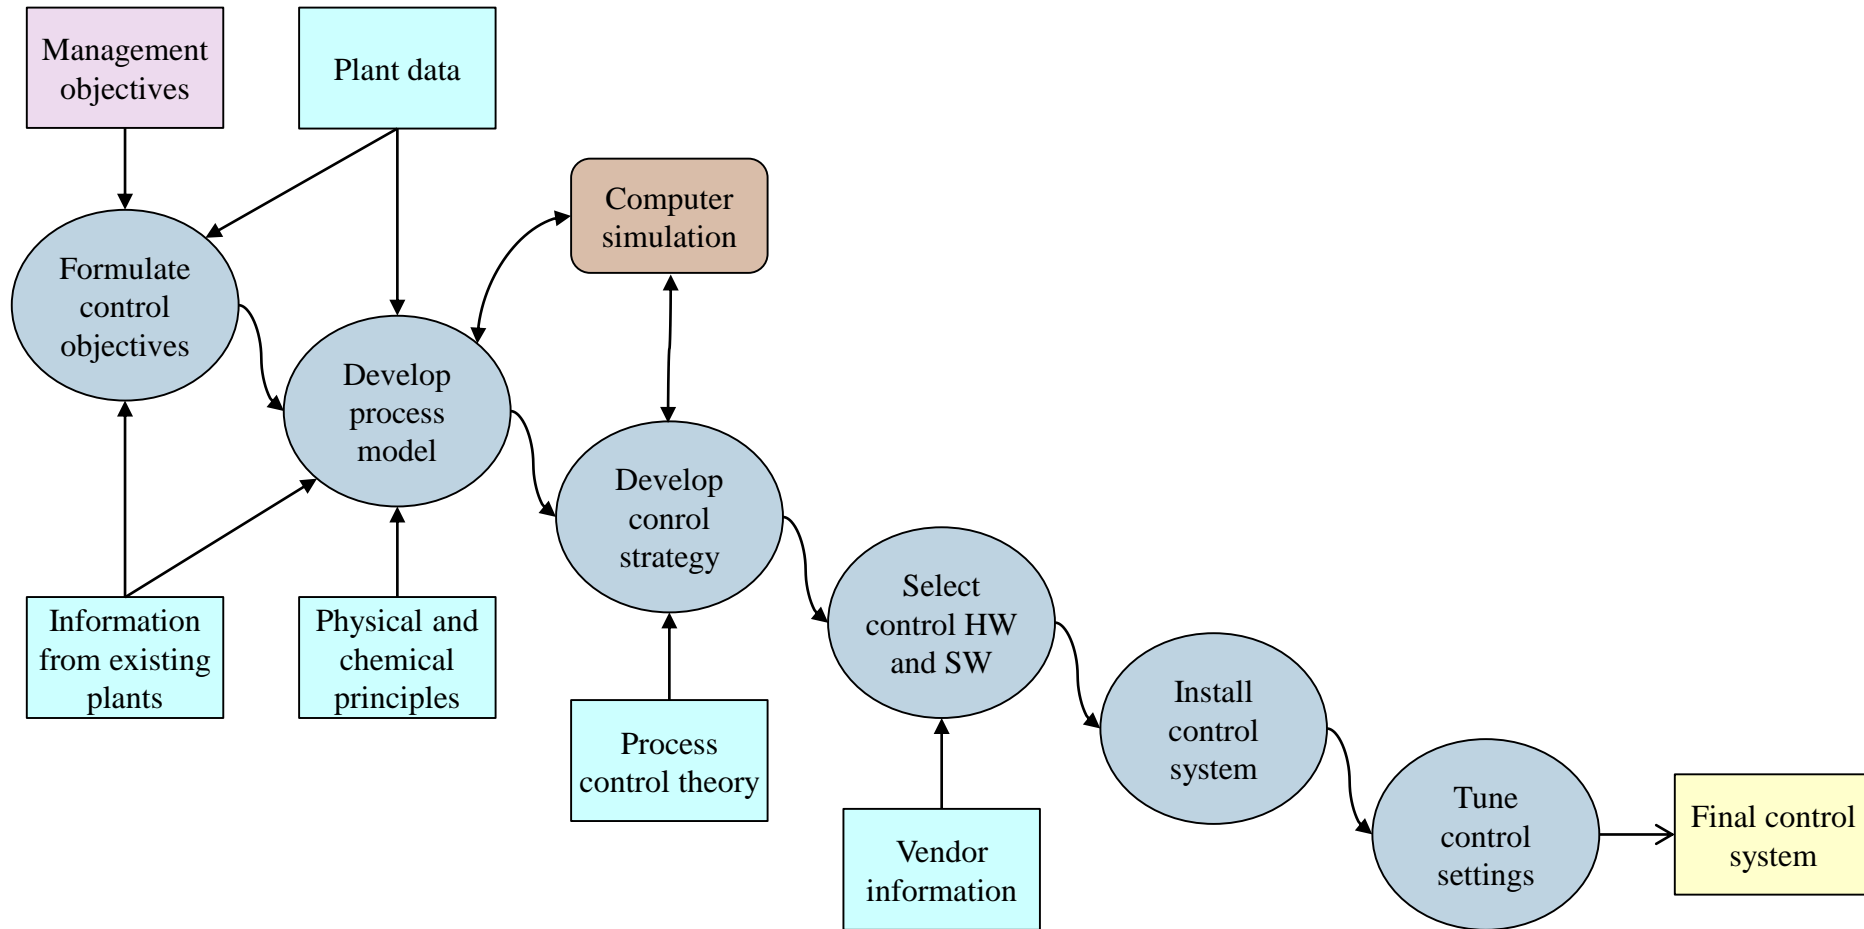 Management
objectives
Plant data
Computer
simulation
Formulate
control
objectives
Develop
process
model
Develop
conrol
strategy
Select
control HW
and SW
Information
from existing
plants
Physical and
chemical
principles
Process
control theory
Install
control
system
Vendor
information
Tune
control
settings
Final control
system